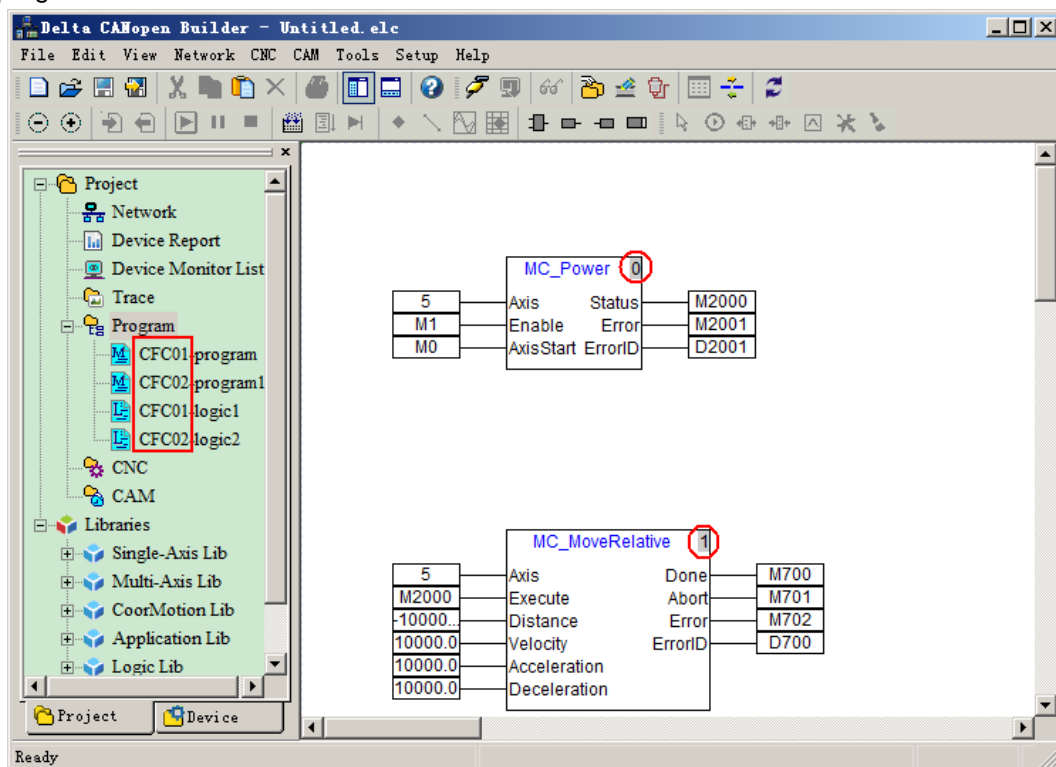 Delta CANopen Builder - Untitled.elc
File Edit View Network CNC CAM Tools Setup Help
Project
Network
Device Report
Device Monitor List
Trace
Program
CFC01-program
CFC02-program1
CFC01-logic1
CFC02-logic2
CNC
CAM
Libraries
Single-Axis Lib
Multi-Axis Lib
CoorMotion Lib
Application Lib
Logic Lib
Project Device
MC_Power 0
5 Axis Status M2000
M1 Enable Error M2001
M0 AxisStart ErrorID D2001
MC_MoveRelative 1
5 Axis Done M700
M2000 Execute Abort M701
-10000... Distance Error M702
10000.0 Velocity ErrorID D700
10000.0 Acceleration
10000.0 Deceleration
Ready